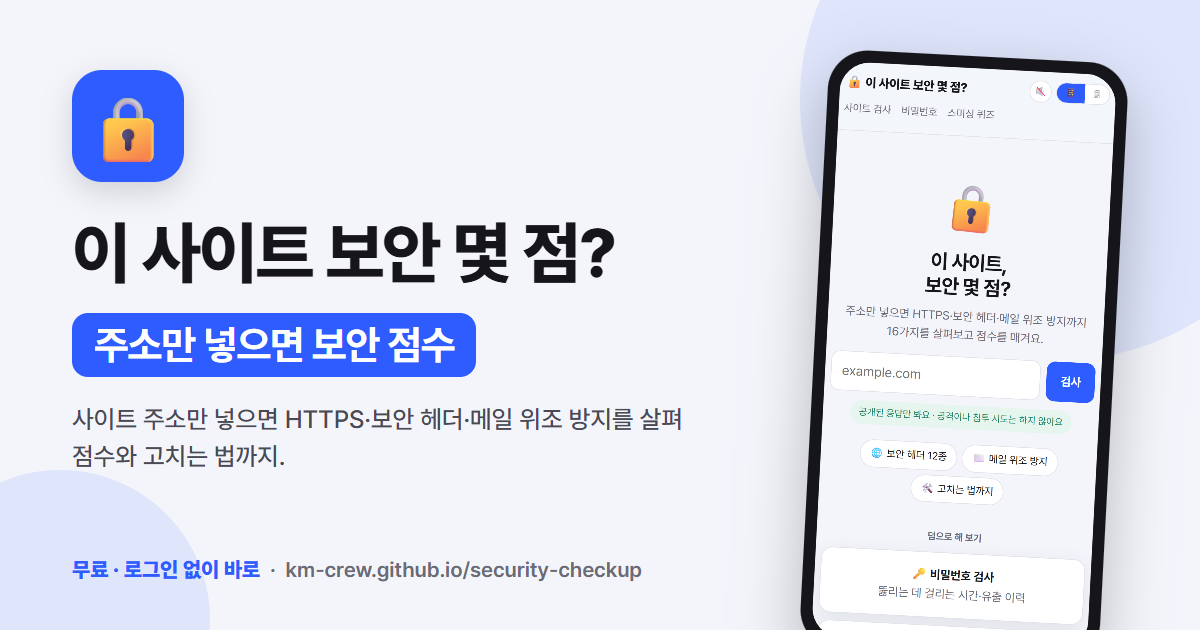 이 사이트 보안 몇 점?
주소만 넣으면 보안 점수
사이트 주소만 넣으면 HTTPS·보안 헤더·메일 위조 방지를 살펴
점수와 고치는 법까지.
무료 · 로그인 없이 바로 · km-crew.github.io/security-checkup
이 사이트 보안 몇 점?
사이트 검사 비밀번호 스미싱 퀴즈
이 사이트,
보안 몇 점?
주소만 넣으면 HTTPS·보안 헤더·메일 위조 방지까지
16가지를 살펴보고 점수를 매겨요.
example.com 검사
공개된 응답만 봐요 · 공격이나 침투 시도는 하지 않아요
보안 헤더 12종 메일 위조 방지
고치는 법까지
덤으로 해 보기
비밀번호 검사
뚫리는 데 걸리는 시간·유출 이력